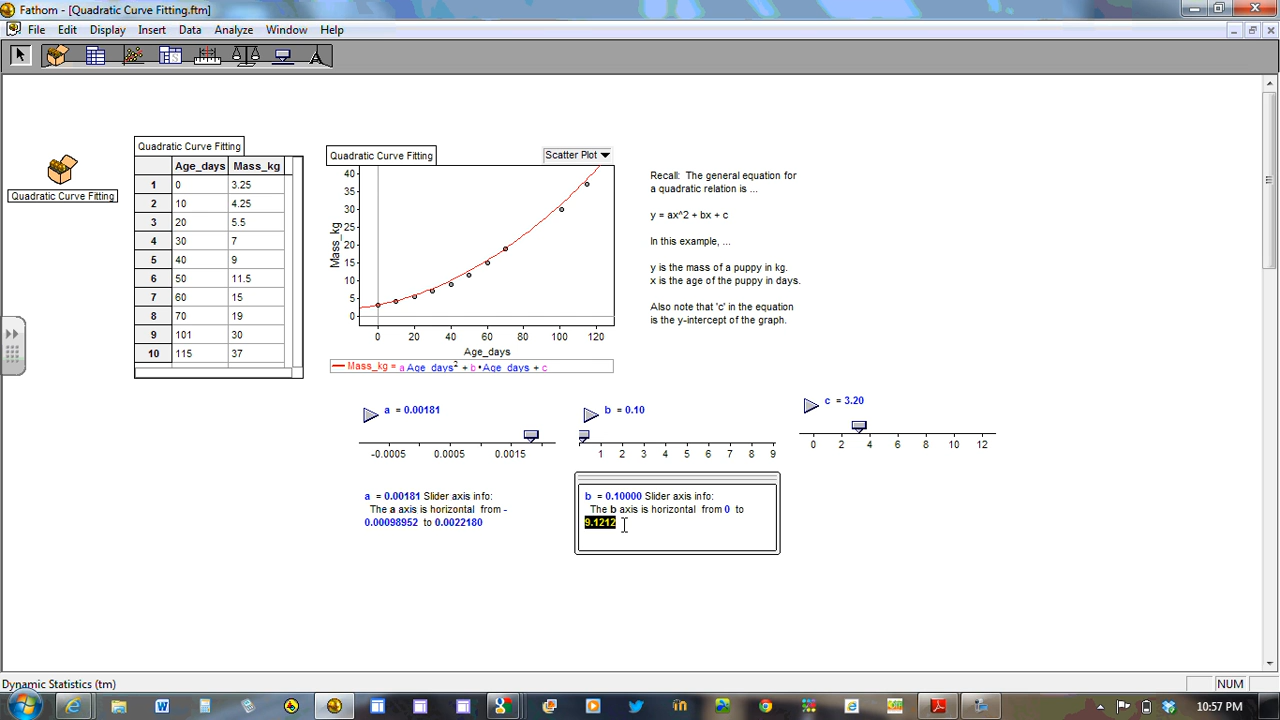 Fathom - [Quadratic Curve Fitting.ftm]
File Edit Display Insert Data Analyze Window Help
Quadratic Curve Fitting
Quadratic Curve Fitting
Age_days Mass_kg
1 0 3.25
2 10 4.25
3 20 5.5
4 30 7
5 40 9
6 50 11.5
7 60 15
8 70 19
9 101 30
10 115 37
Quadratic Curve Fitting
Scatter Plot
Mass_kg
40
35
30
25
20
15
10
5
0
0 20 40 60 80 100 120
Age_days
Mass_kg = a Age_days² + b•Age_days + c
Recall: The general equation for
a quadratic relation is ...
y = ax^2 + bx + c
In this example, ...
y is the mass of a puppy in kg.
x is the age of the puppy in days.
Also note that 'c' in the equation
is the y-intercept of the graph.
a = 0.00181
-0.0005 0.0005 0.0015
b = 0.10
1 2 3 4 5 6 7 8 9
c = 3.20
0 2 4 6 8 10 12
a = 0.00181 Slider axis info:
The a axis is horizontal from -
0.00098952 to 0.0022180
b = 0.10000 Slider axis info:
The b axis is horizontal from 0 to
9.1212
Dynamic Statistics (tm)
NUM
10:57 PM